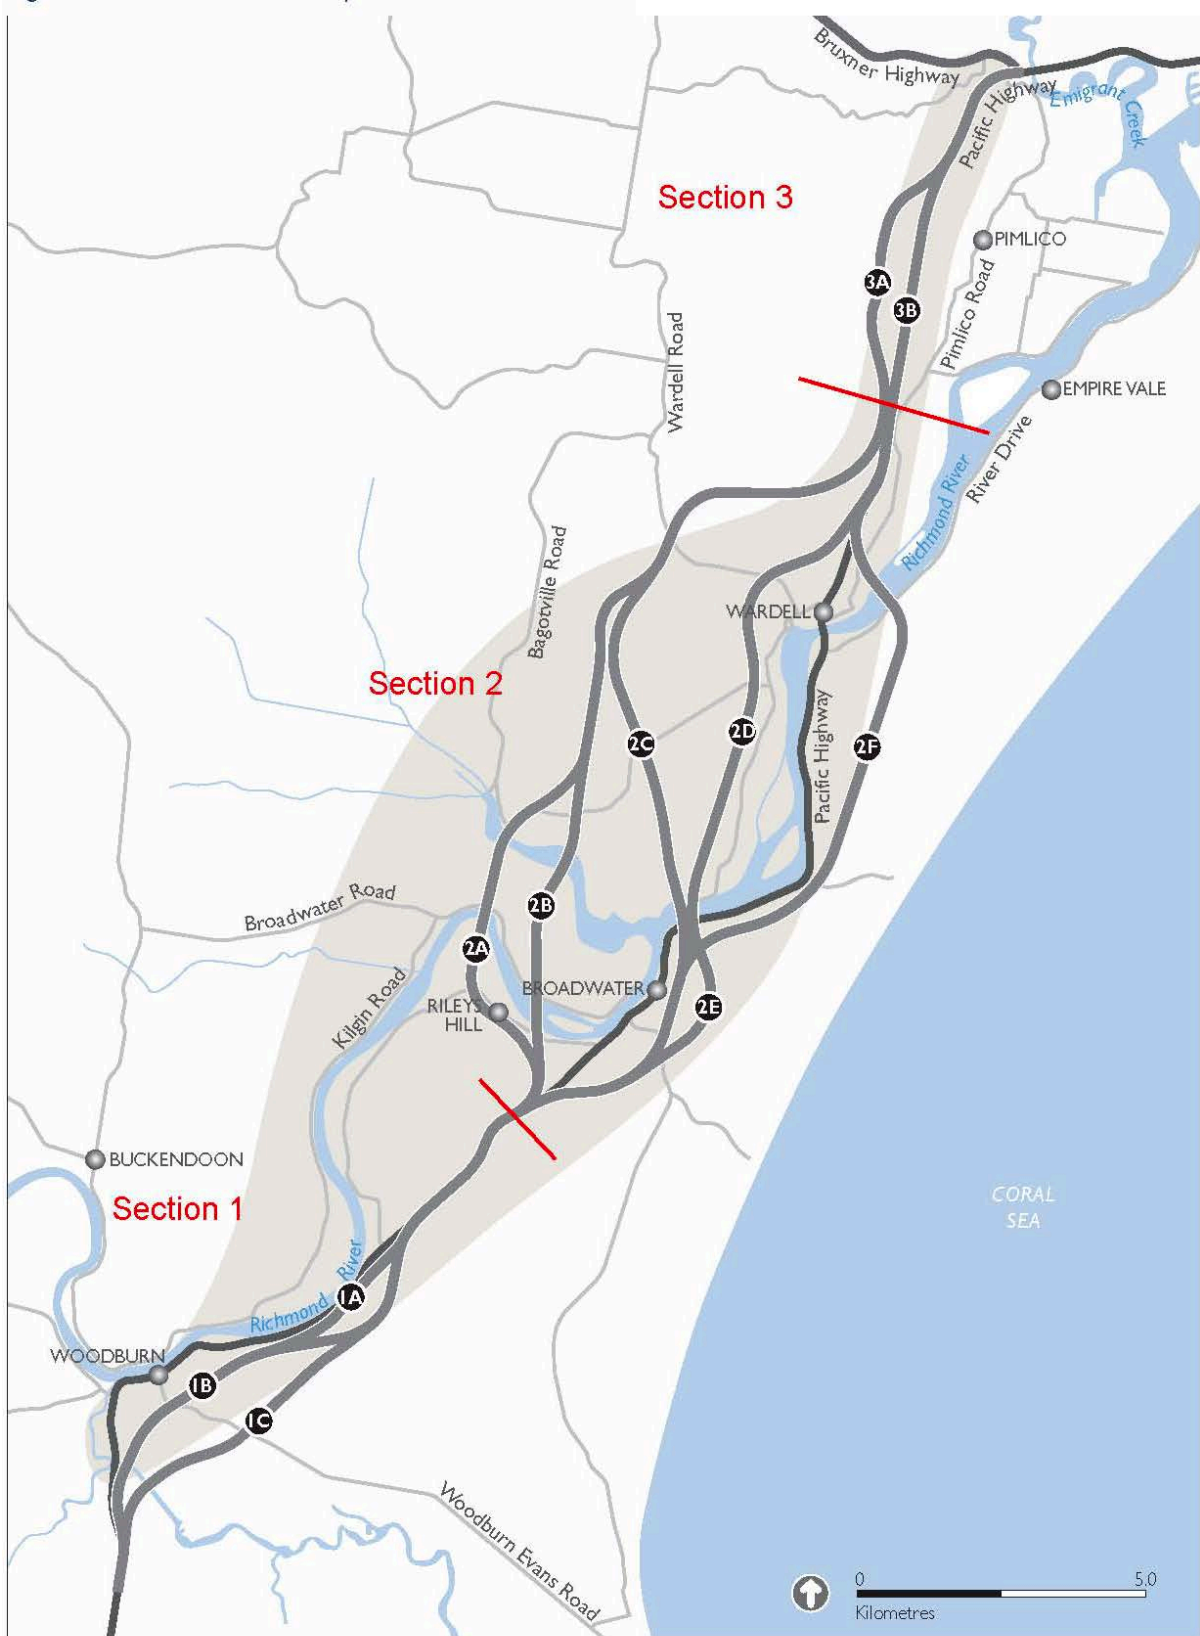 Bruxner Highway
Pacific Highway
Emigrant
Creek
Section 3
PIMLICO
3A
3B
Pimlico Road
Wardell Road
EMPIRE VALE
River Drive
Richmond River
Bagotville Road
WARDELL
Section 2
2C
2D
2F
Pacific Highway
Broadwater Road
2B
2A
Kilgin Road
BROADWATER
RILEYS
HILL
2E
BUCKENDOON
Section 1
CORAL
SEA
Richmond River
1A
WOODBURN
1B
1C
Woodburn Evans Road
0 5.0
Kilometres